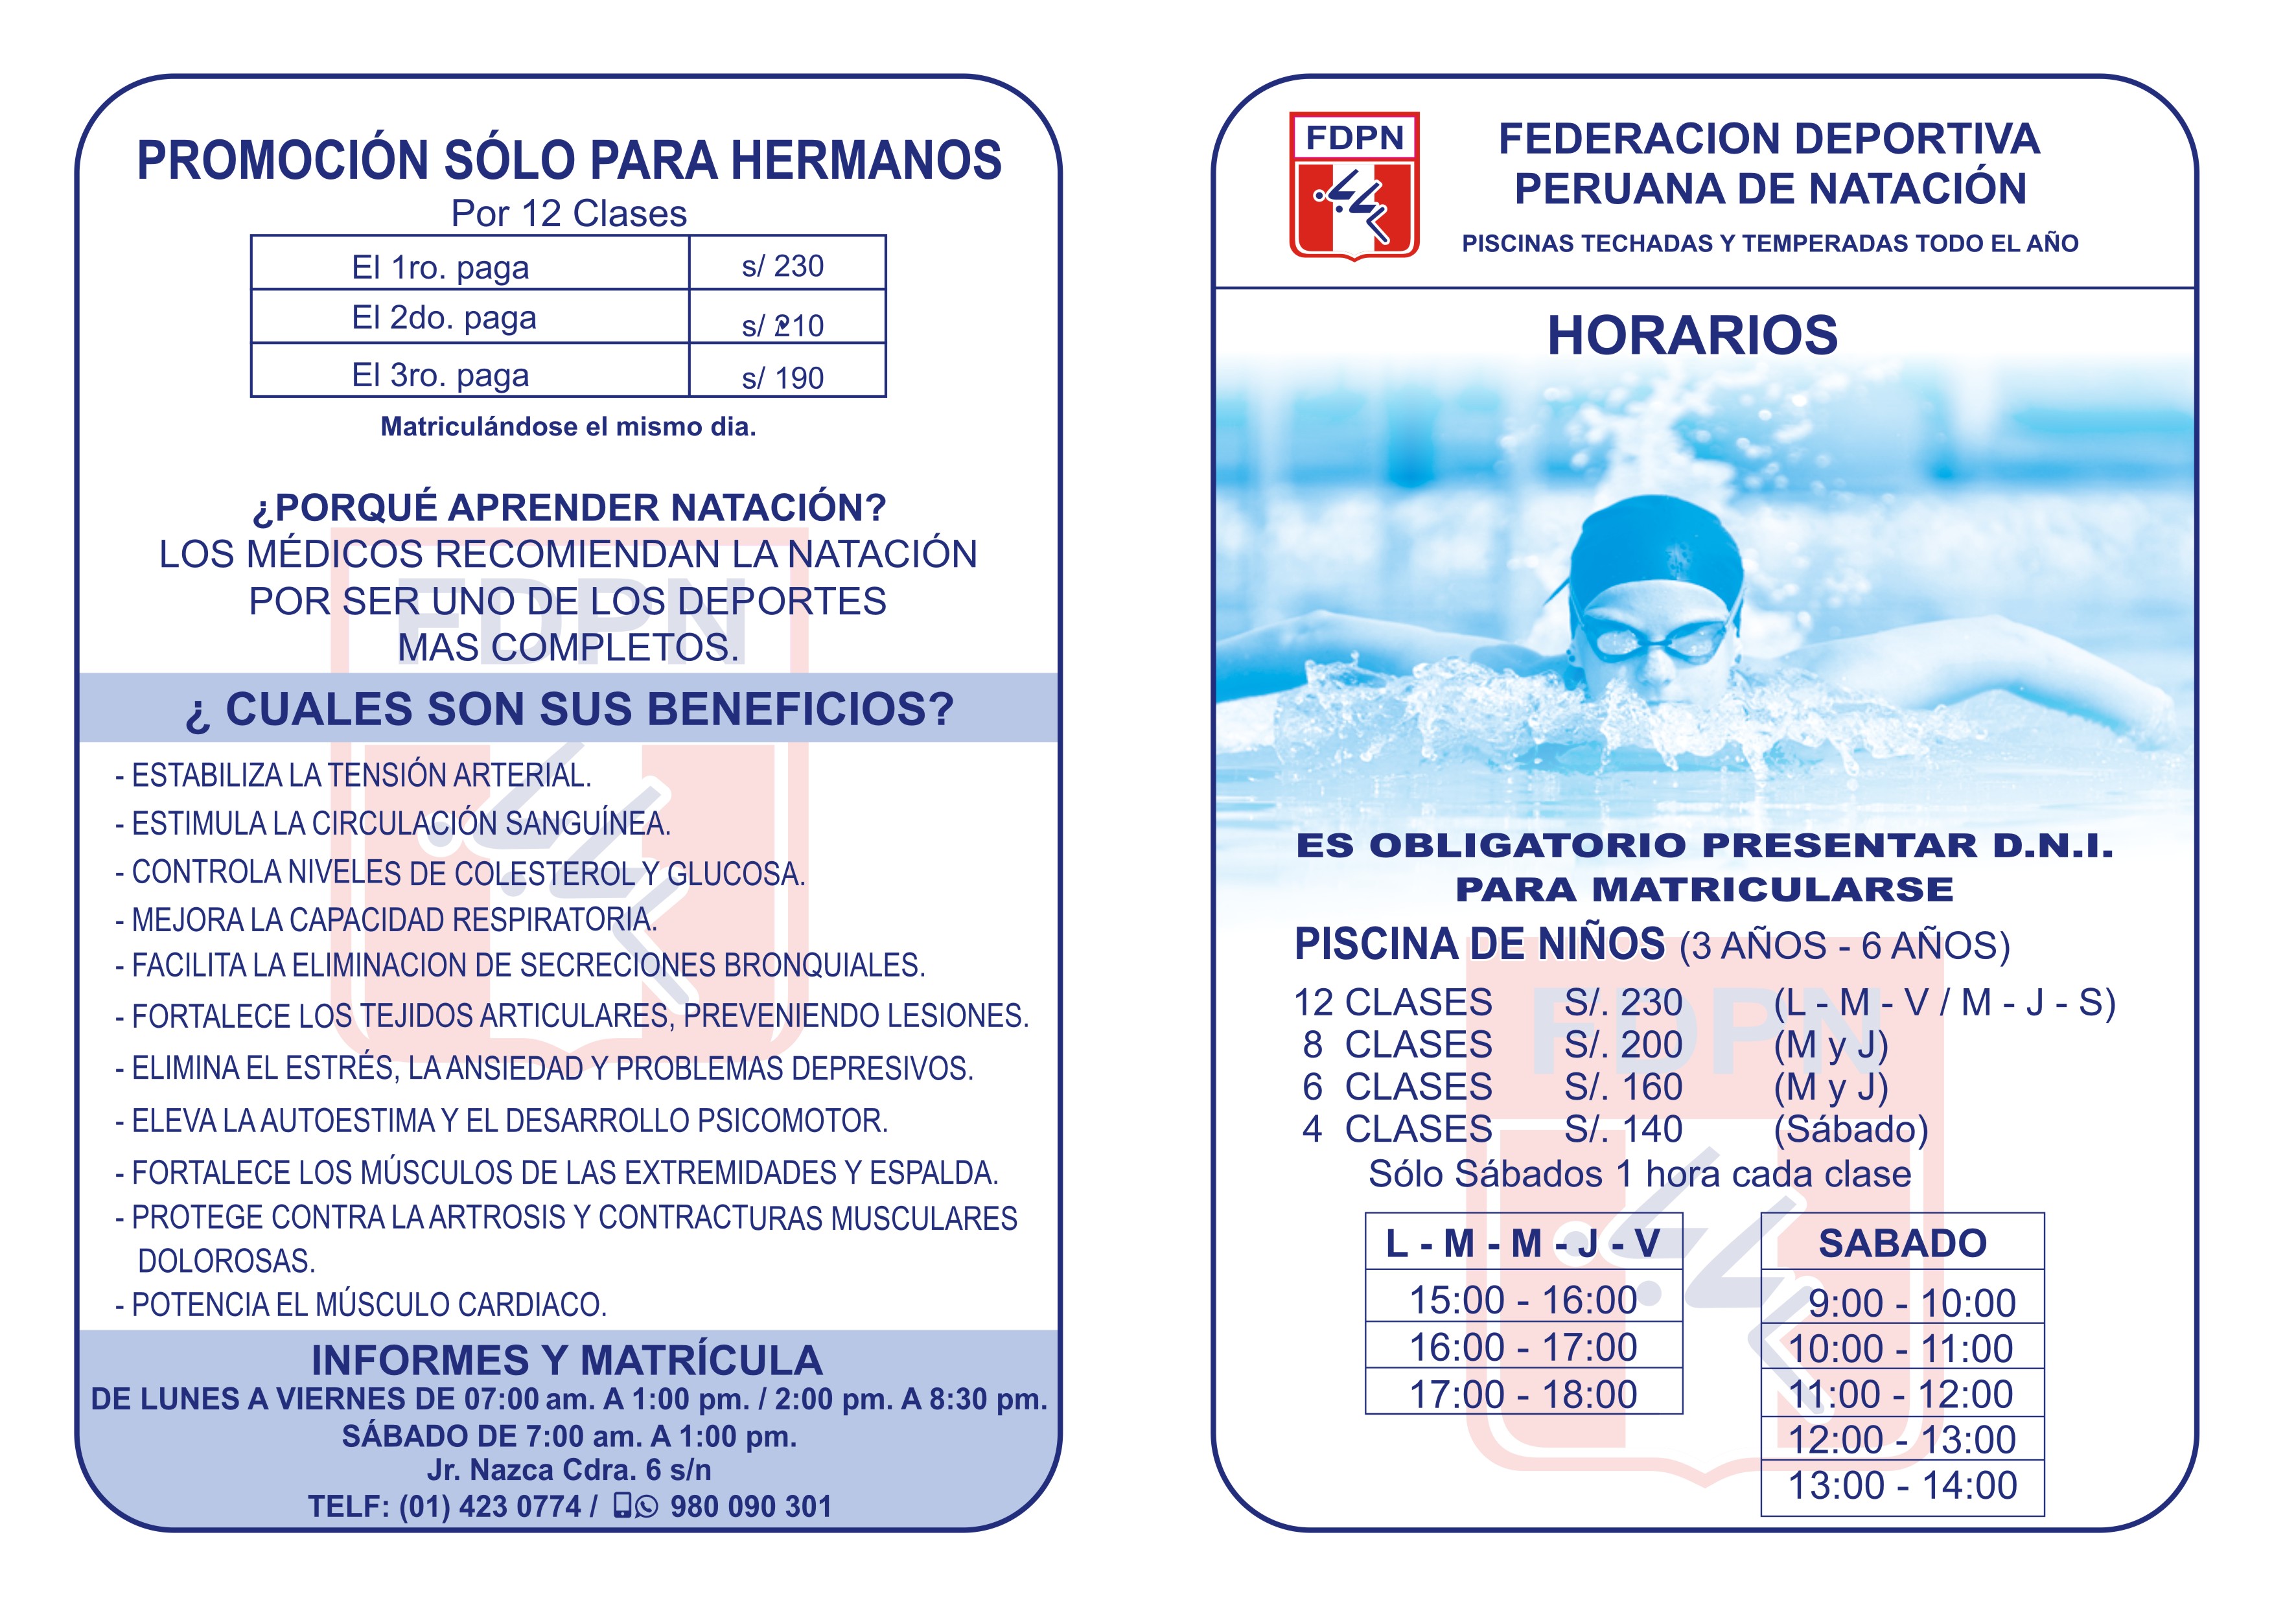 PROMOCIÓN SÓLO PARA HERMANOS
Por 12 Clases
El 1ro. paga s/ 230
El 2do. paga s/ 210
El 3ro. paga s/ 190
Matriculándose el mismo dia.
¿PORQUÉ APRENDER NATACIÓN?
LOS MÉDICOS RECOMIENDAN LA NATACIÓN
POR SER UNO DE LOS DEPORTES
MAS COMPLETOS.
FDPN
¿ CUALES SON SUS BENEFICIOS?
- ESTABILIZA LA TENSIÓN ARTERIAL.
- ESTIMULA LA CIRCULACIÓN SANGUÍNEA.
- CONTROLA NIVELES DE COLESTEROL Y GLUCOSA.
- MEJORA LA CAPACIDAD RESPIRATORIA.
- FACILITA LA ELIMINACION DE SECRECIONES BRONQUIALES.
- FORTALECE LOS TEJIDOS ARTICULARES, PREVENIENDO LESIONES.
- ELIMINA EL ESTRÉS, LA ANSIEDAD Y PROBLEMAS DEPRESIVOS.
- ELEVA LA AUTOESTIMA Y EL DESARROLLO PSICOMOTOR.
- FORTALECE LOS MÚSCULOS DE LAS EXTREMIDADES Y ESPALDA.
- PROTEGE CONTRA LA ARTROSIS Y CONTRACTURAS MUSCULARES
DOLOROSAS.
- POTENCIA EL MÚSCULO CARDIACO.
INFORMES Y MATRÍCULA
DE LUNES A VIERNES DE 07:00 am. A 1:00 pm. / 2:00 pm. A 8:30 pm.
SÁBADO DE 7:00 am. A 1:00 pm.
Jr. Nazca Cdra. 6 s/n
TELF: (01) 423 0774 / 980 090 301
FDPN
FEDERACION DEPORTIVA
PERUANA DE NATACIÓN
PISCINAS TECHADAS Y TEMPERADAS TODO EL AÑO
HORARIOS
ES OBLIGATORIO PRESENTAR D.N.I.
PARA MATRICULARSE
PISCINA DE NIÑOS (3 AÑOS - 6 AÑOS)
12 CLASES S/. 230 (L - M - V / M - J - S)
8 CLASES S/. 200 (M y J)
6 CLASES S/. 160 (M y J)
4 CLASES S/. 140 (Sábado)
FDPN
Sólo Sábados 1 hora cada clase
L - M - M - J - V
15:00 - 16:00
16:00 - 17:00
17:00 - 18:00
SABADO
9:00 - 10:00
10:00 - 11:00
11:00 - 12:00
12:00 - 13:00
13:00 - 14:00